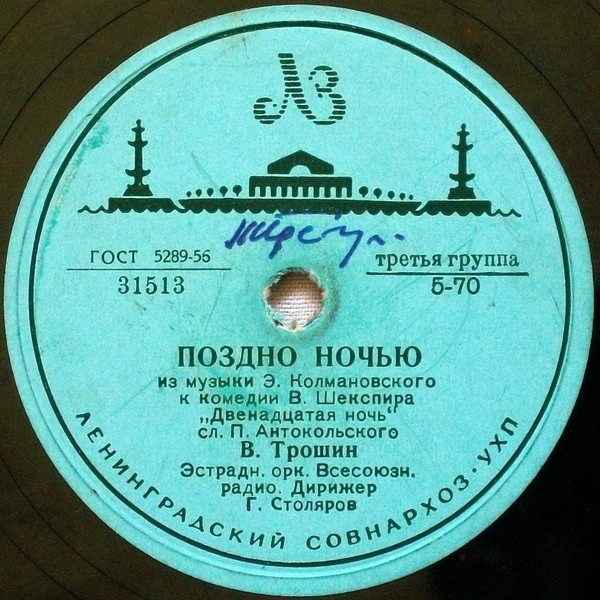 ЛЗ
ГОСТ 5289-56
31513
третья группа
5-70
ПОЗДНО НОЧЬЮ
из музыки Э. Колмановского
к комедии В. Шекспира
„Двенадцатая ночь“
сл. П. Антокольского
В. Трошин
Эстрадн. орк. Всесоюзн.
радио. Дирижер
Г. Столяров
ЛЕНИНГРАДСКИЙ СОВНАРХОЗ·УХП